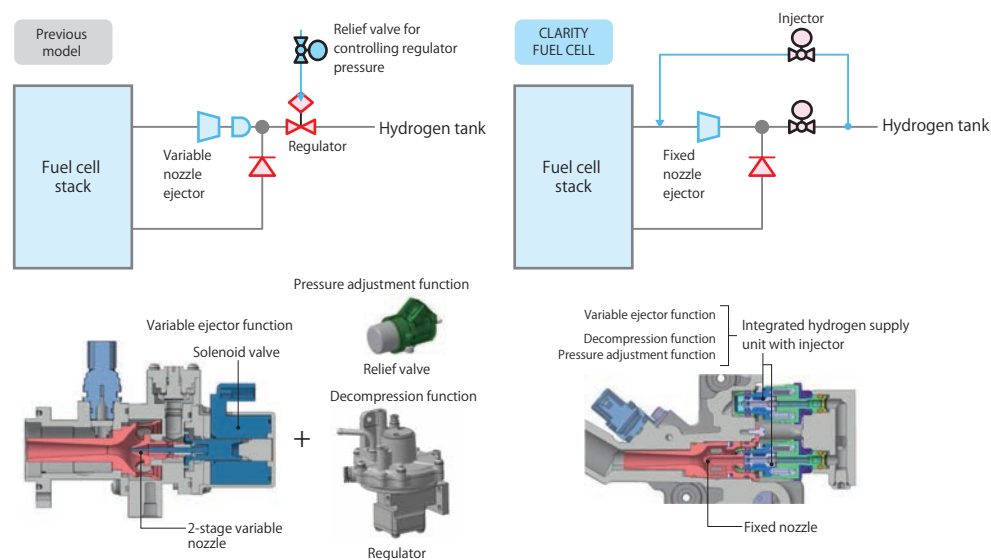 Previous
model
Relief valve for
controlling regulator
pressure
Hydrogen tank
Regulator
Variable
nozzle
ejector
Fuel cell
stack
CLARITY
FUEL CELL
Injector
Hydrogen tank
Fixed
nozzle
ejector
Fuel cell
stack
Pressure adjustment function
Variable ejector function
Solenoid valve
Relief valve
Decompression function
+
2-stage variable
nozzle
Regulator
Variable ejector function
Decompression function
Pressure adjustment function
Integrated hydrogen supply
unit with injector
Fixed nozzle